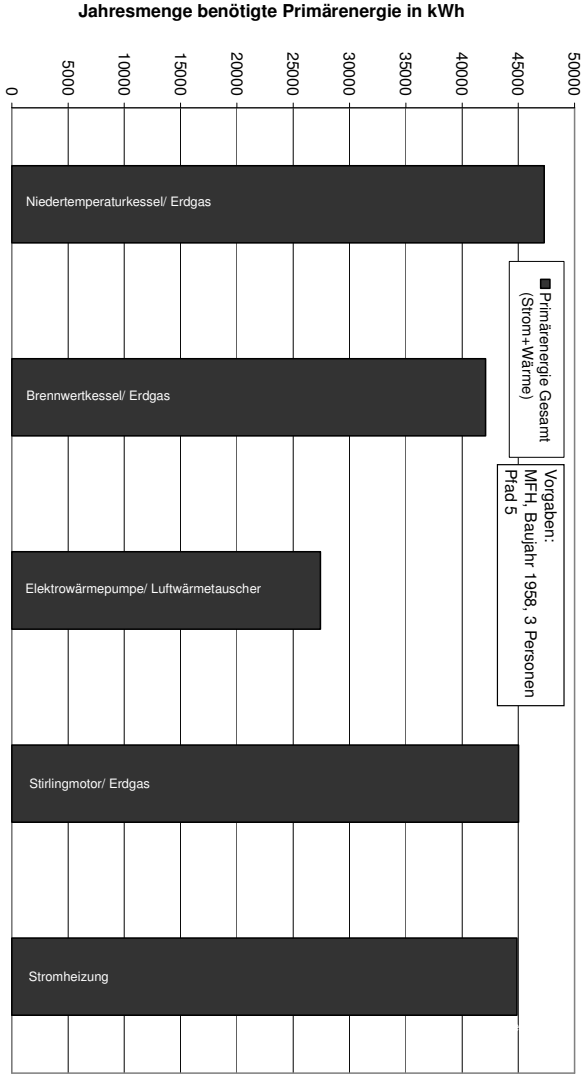 Jahresmenge benötigte Primärenergie in kWh
0
5000
10000
15000
20000
25000
30000
35000
40000
45000
50000
Niedertemperaturkessel/ Erdgas
Brennwertkessel/ Erdgas
Elektrowärmepumpe/ Luftwärmetauscher
Stirlingmotor/ Erdgas
Stromheizung
Primärenergie Gesamt
(Strom+Wärme)
Vorgaben:
MFH, Baujahr 1958, 3 Personen
Pfad 5